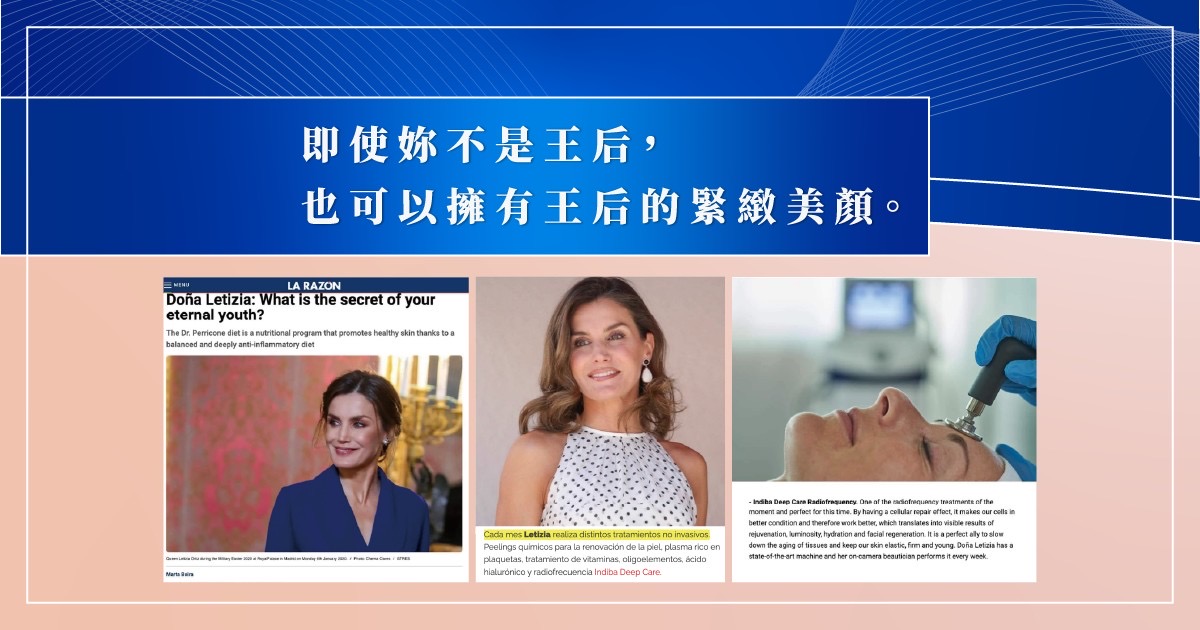 即使妳不是王后，
也可以擁有王后的緊緻美顏。
MENU
LA RAZON
Doña Letizia: What is the secret of your
eternal youth?
The Dr. Perricone diet is a nutritional program that promotes healthy skin thanks to a
balanced and deeply anti-inflammatory diet
Queen Letizia Ortiz during the Military Easter 2020 at RoyalPalace in Madrid on Monday 6th January 2020. / Photo: Cinema Cisnes / GTRES
Marta Boira
Cada mes Letizia realiza distintos tratamientos no invasivos.
Peelings químicos para la renovación de la piel, plasma rico en
plaquetas, tratamiento de vitaminas, oligoelementos, ácido
hialurónico y radiofrecuencia Indiba Deep Care.
- Indiba Deep Care Radiofrequency. One of the radiofrequency treatments of the
moment and perfect for this time. By having a cellular repair effect, it makes our cells in
better condition and therefore work better, which translates into visible results of
rejuvenation, luminosity, hydration and facial regeneration. It is a perfect ally to slow
down the aging of tissues and keep our skin elastic, firm and young. Doña Letizia has a
state-of-the-art machine and her on-camera beautician performs it every week.